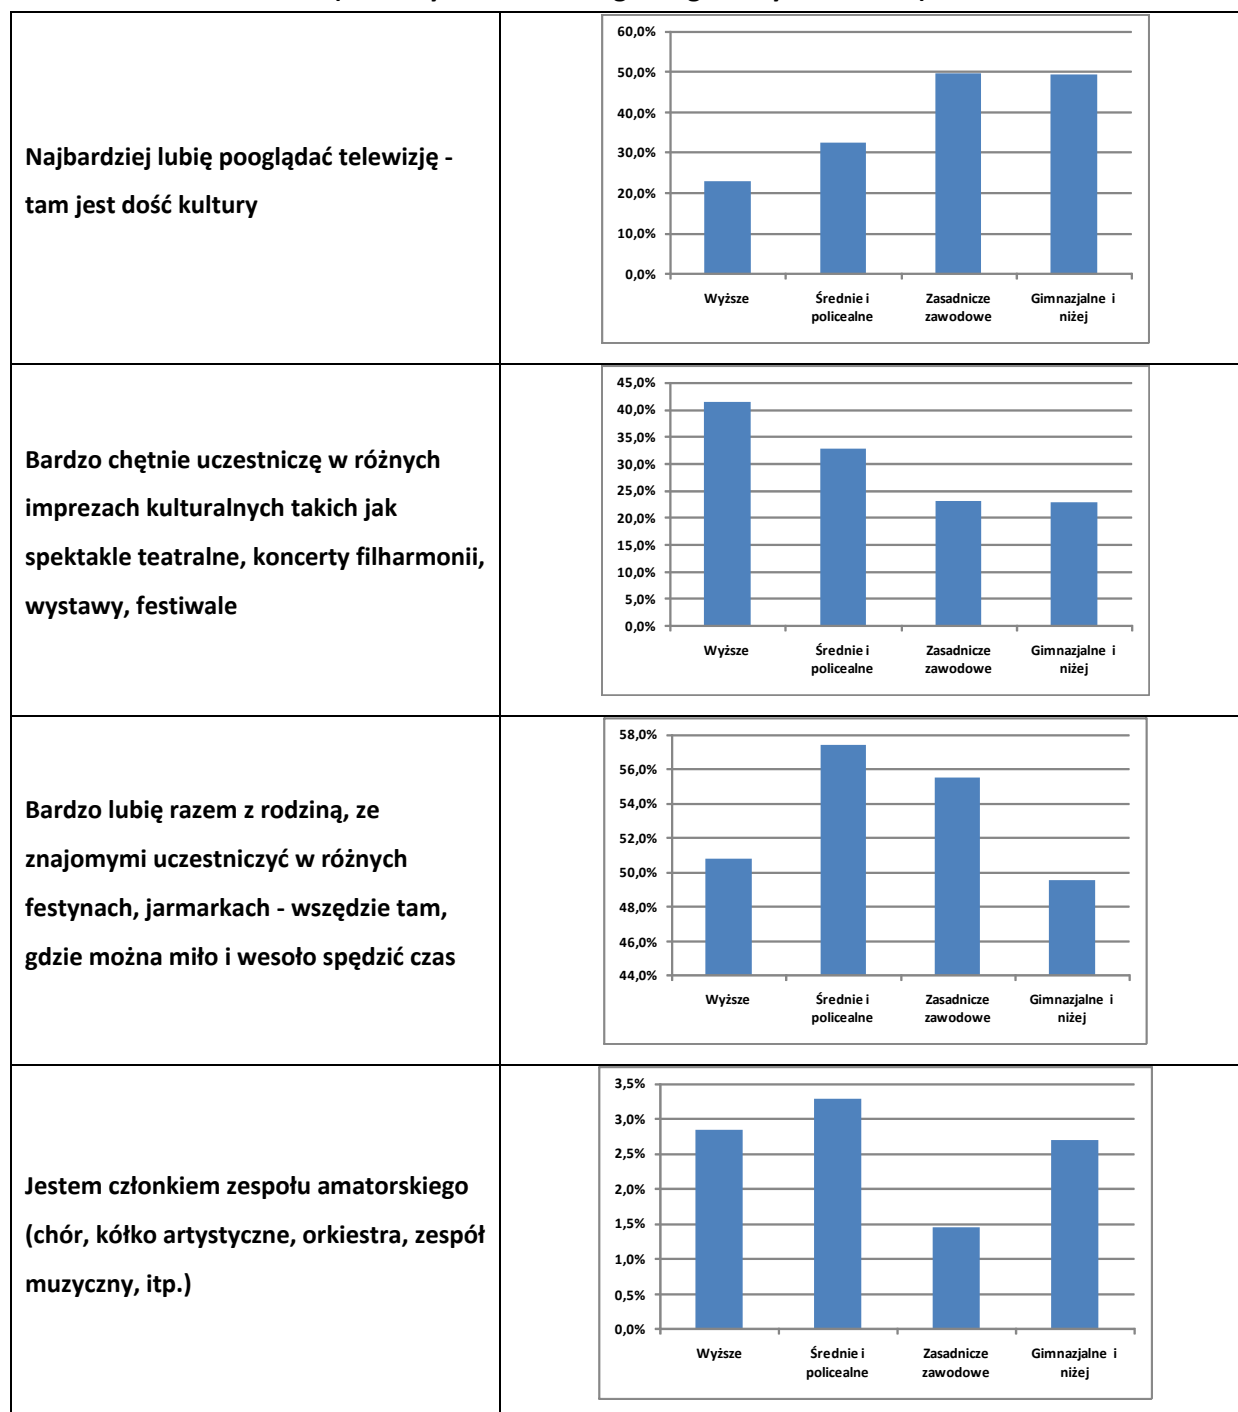 Najbardziej lubię pooglądać telewizję -
tam jest dość kultury
60,0%
50,0%
40,0%
30,0%
20,0%
10,0%
0,0%
Wyższe
Średnie i
policealne
Zasadnicze
zawodowe
Gimnazjalne i
niżej
Bardzo chętnie uczestniczę w różnych
imprezach kulturalnych takich jak
spektakle teatralne, koncerty filharmonii,
wystawy, festiwale
45,0%
40,0%
35,0%
30,0%
25,0%
20,0%
15,0%
10,0%
5,0%
0,0%
Wyższe
Średnie i
policealne
Zasadnicze
zawodowe
Gimnazjalne i
niżej
Bardzo lubię razem z rodziną, ze
znajomymi uczestniczyć w różnych
festynach, jarmarkach - wszędzie tam,
gdzie można miło i wesoło spędzić czas
58,0%
56,0%
54,0%
52,0%
50,0%
48,0%
46,0%
44,0%
Wyższe
Średnie i
policealne
Zasadnicze
zawodowe
Gimnazjalne i
niżej
Jestem członkiem zespołu amatorskiego
(chór, kółko artystyczne, orkiestra, zespół
muzyczny, itp.)
3,5%
3,0%
2,5%
2,0%
1,5%
1,0%
0,5%
0,0%
Wyższe
Średnie i
policealne
Zasadnicze
zawodowe
Gimnazjalne i
niżej